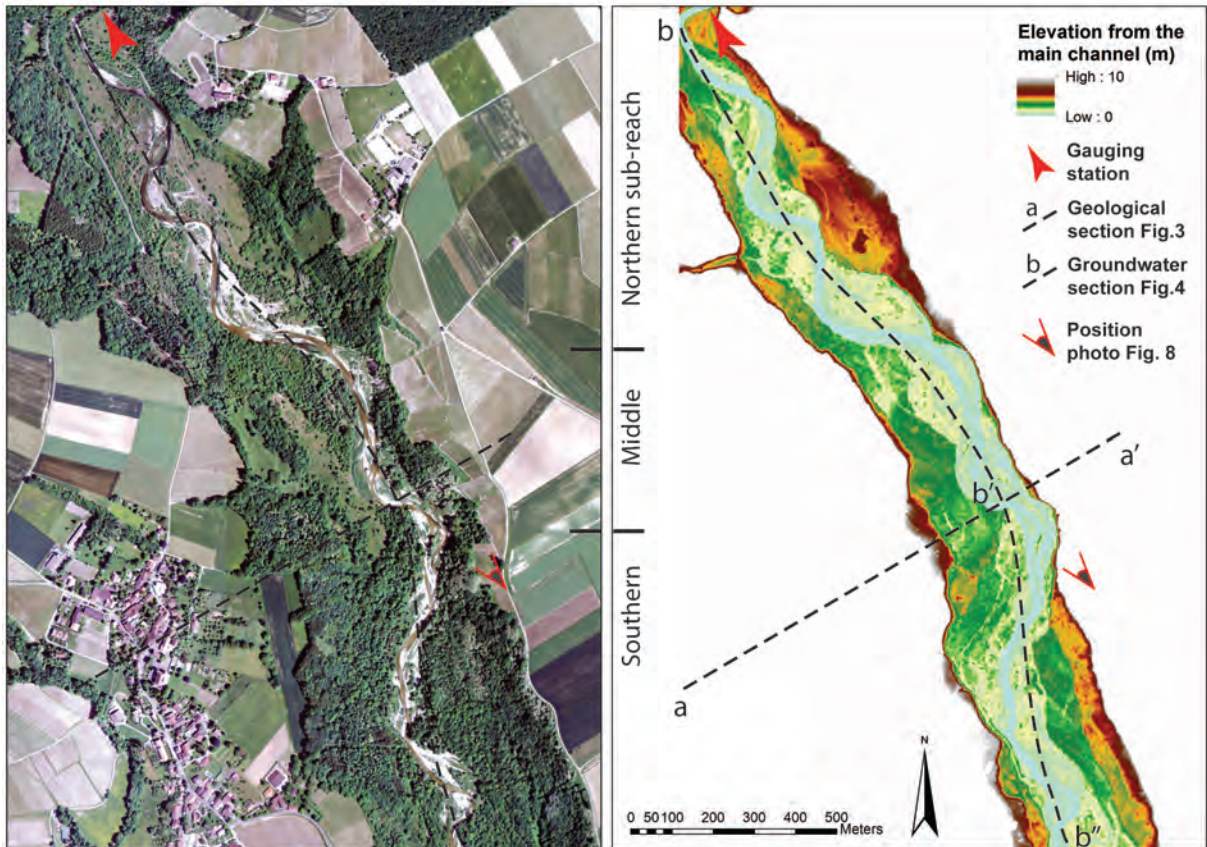 Northern sub-reach
Middle
Southern
b
Elevation from the
main channel (m)
High : 10
Low : 0
Gauging
station
a
Geological
section Fig.3
b
Groundwater
section Fig.4
Position
photo Fig. 8
a'
b'
a
N
0 50 100 200 300 400 500
Meters
b"